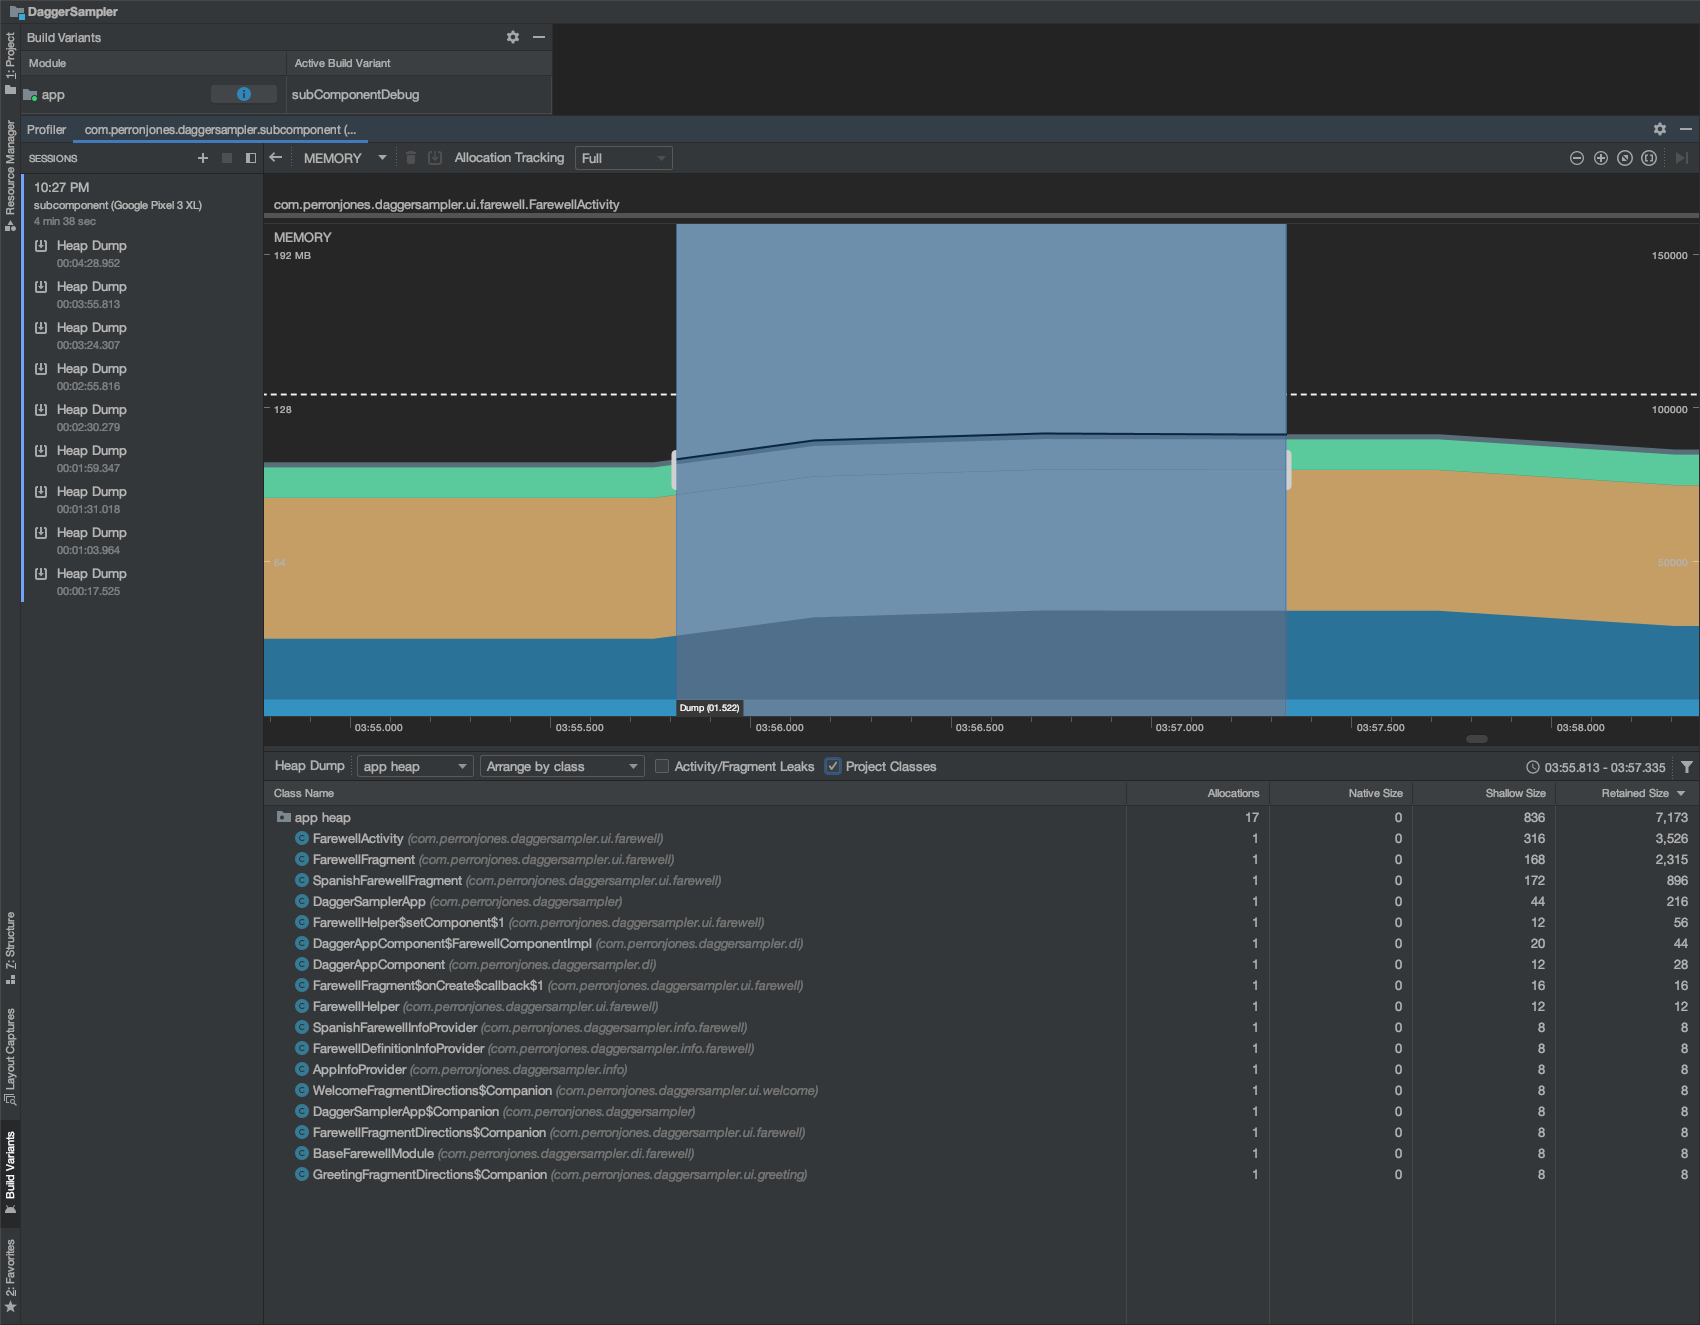 DaggerSampler
1: Project
Resource Manager
7: Structure
Layout Captures
Build Variants
2: Favorites
Build Variants
Module Active Build Variant
app subComponentDebug
Profiler com.perronjones.daggersampler.subcomponent (...
SESSIONS MEMORY Allocation Tracking Full
10:27 PM
subcomponent (Google Pixel 3 XL)
4 min 38 sec
Heap Dump
00:04:28.952
Heap Dump
00:03:55.813
Heap Dump
00:03:24.307
Heap Dump
00:02:55.816
Heap Dump
00:02:30.279
Heap Dump
00:01:59.347
Heap Dump
00:01:31.018
Heap Dump
00:01:03.964
Heap Dump
00:00:17.525
com.perronjones.daggersampler.ui.farewell.FarewellActivity
MEMORY
192 MB 150000
128 100000
64 50000
Dump (01.522)
03:55.000 03:55.500 03:56.000 03:56.500 03:57.000 03:57.500 03:58.000
Heap Dump app heap Arrange by class Activity/Fragment Leaks Project Classes 03:55.813 - 03:57.335
Class Name Allocations Native Size Shallow Size Retained Size
app heap 17 0 836 7,173
FarewellActivity (com.perronjones.daggersampler.ui.farewell) 1 0 316 3,526
FarewellFragment (com.perronjones.daggersampler.ui.farewell) 1 0 168 2,315
SpanishFarewellFragment (com.perronjones.daggersampler.ui.farewell) 1 0 172 896
DaggerSamplerApp (com.perronjones.daggersampler) 1 0 44 216
FarewellHelper$setComponent$1 (com.perronjones.daggersampler.ui.farewell) 1 0 12 56
DaggerAppComponent$FarewellComponentImpl (com.perronjones.daggersampler.di) 1 0 20 44
DaggerAppComponent (com.perronjones.daggersampler.di) 1 0 12 28
FarewellFragment$onCreate$callback$1 (com.perronjones.daggersampler.ui.farewell) 1 0 16 16
FarewellHelper (com.perronjones.daggersampler.ui.farewell) 1 0 12 12
SpanishFarewellInfoProvider (com.perronjones.daggersampler.info.farewell) 1 0 8 8
FarewellDefinitionInfoProvider (com.perronjones.daggersampler.info.farewell) 1 0 8 8
AppInfoProvider (com.perronjones.daggersampler.info) 1 0 8 8
WelcomeFragmentDirections$Companion (com.perronjones.daggersampler.ui.welcome) 1 0 8 8
DaggerSamplerApp$Companion (com.perronjones.daggersampler) 1 0 8 8
FarewellFragmentDirections$Companion (com.perronjones.daggersampler.ui.farewell) 1 0 8 8
BaseFarewellModule (com.perronjones.daggersampler.di.farewell) 1 0 8 8
GreetingFragmentDirections$Companion (com.perronjones.daggersampler.ui.greeting) 1 0 8 8